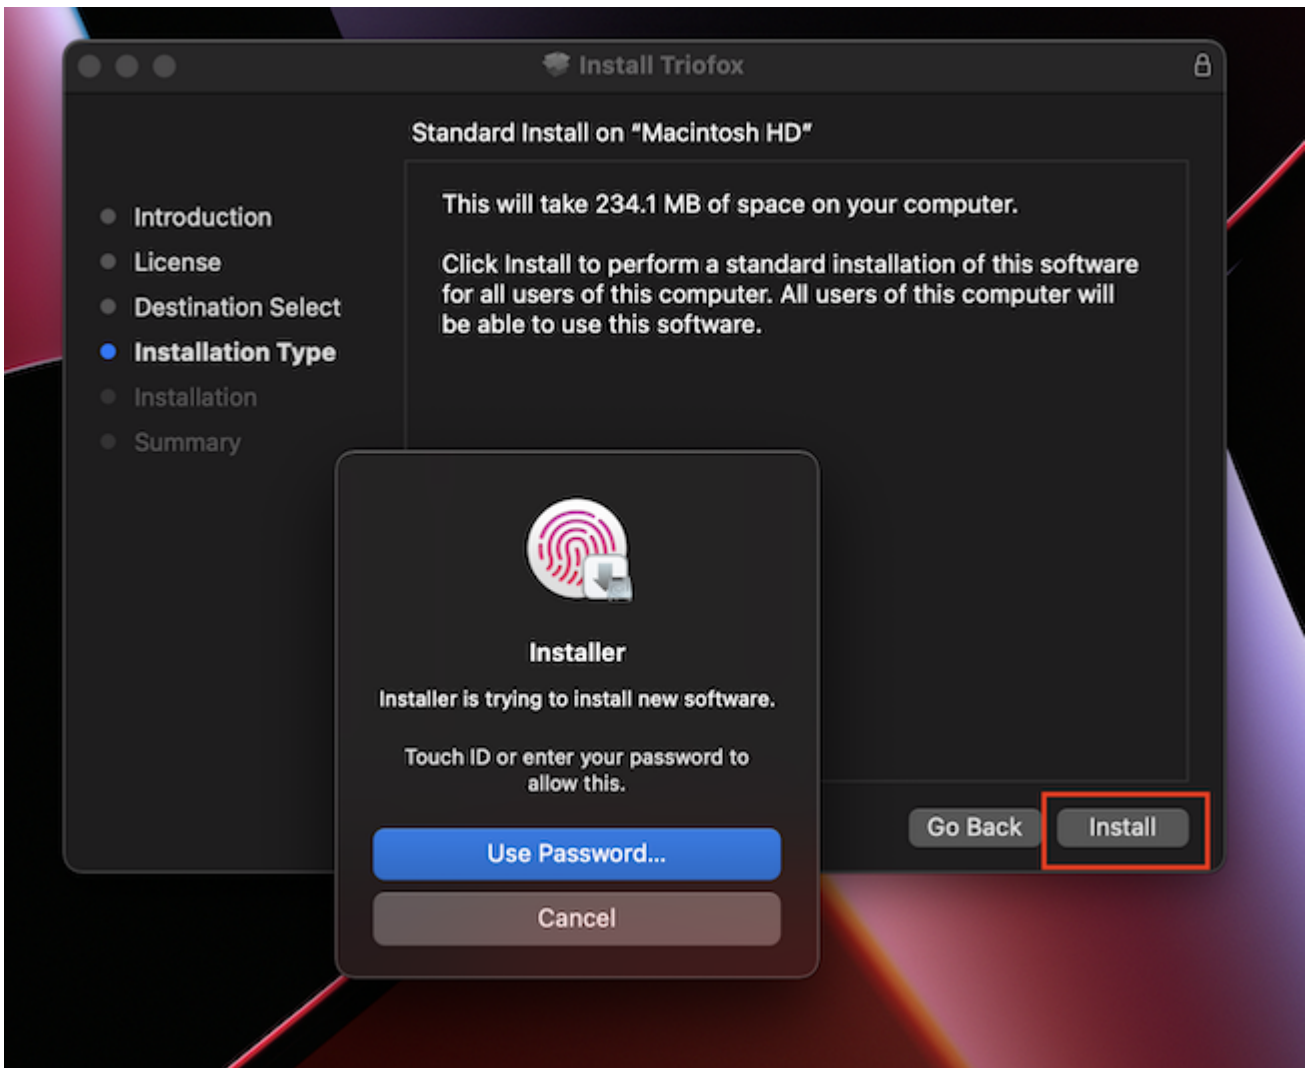 Install Triofox
Standard Install on “Macintosh HD”
Introduction
License
Destination Select
Installation Type
Installation
Summary
This will take 234.1 MB of space on your computer.
Click Install to perform a standard installation of this software
for all users of this computer. All users of this computer will
be able to use this software.
Installer
Installer is trying to install new software.
Touch ID or enter your password to
allow this.
Use Password...
Cancel
Go Back
Install